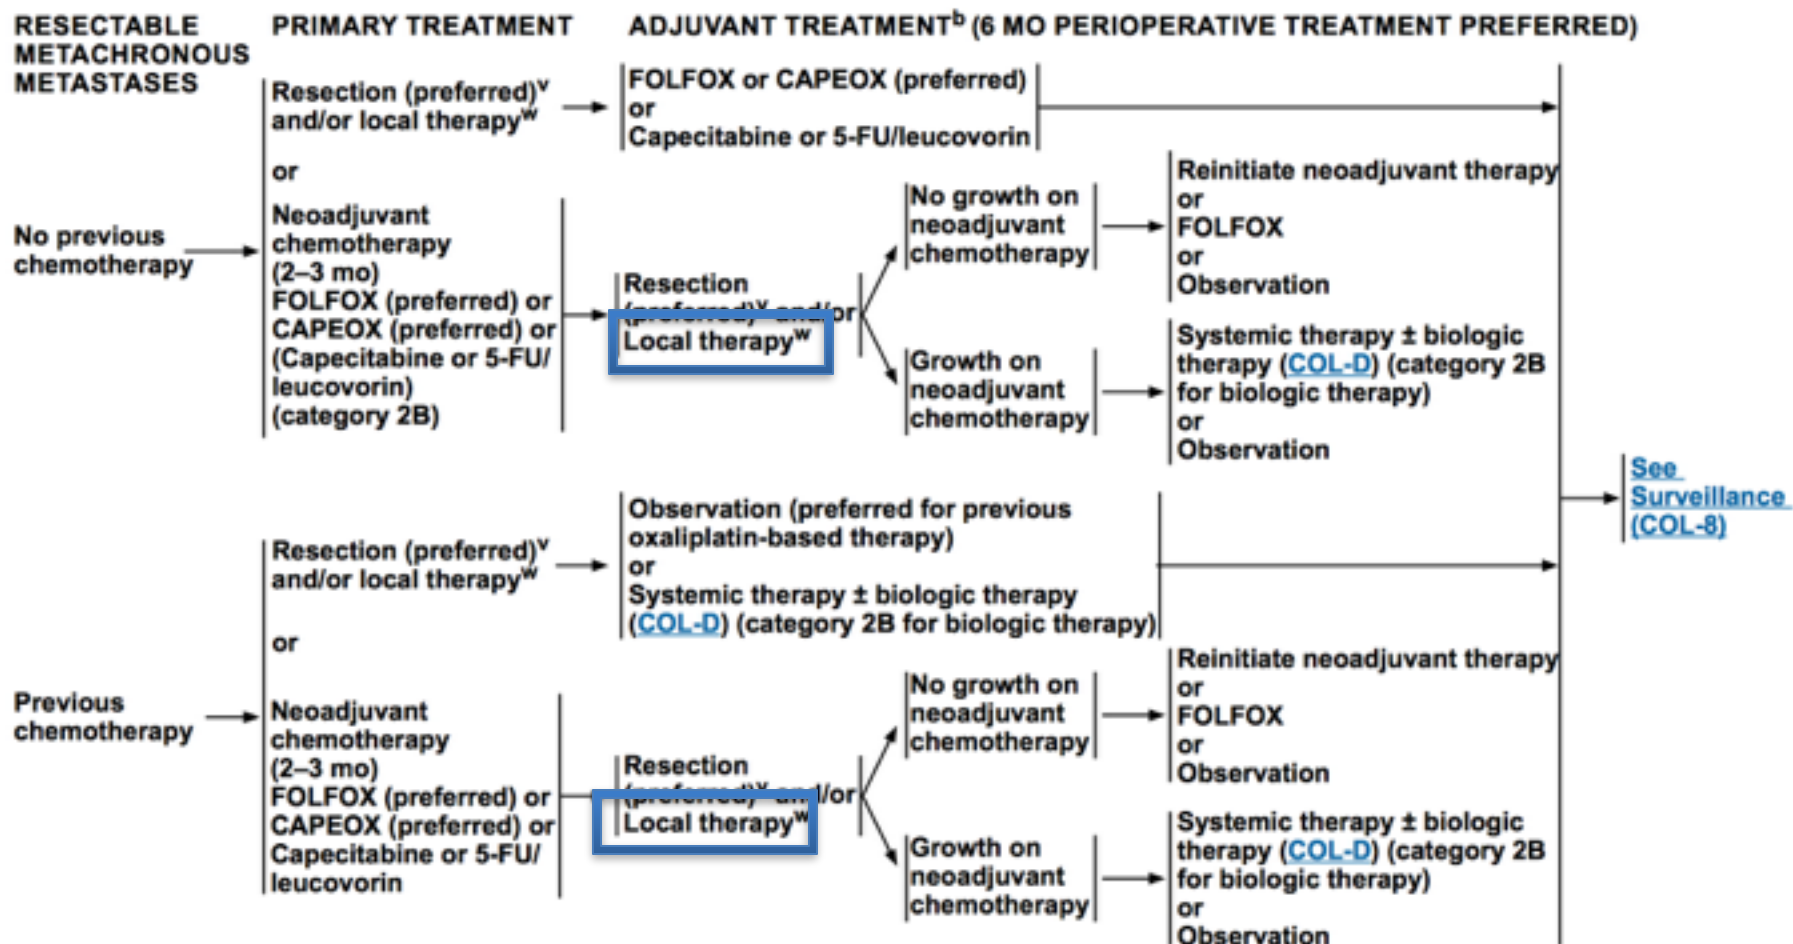 RESECTABLE
METACHRONOUS
METASTASES
PRIMARY TREATMENT
ADJUVANT TREATMENTᵇ (6 MO PERIOPERATIVE TREATMENT PREFERRED)
No previous
chemotherapy
Resection (preferred)ᵛ
and/or local therapyʷ
or
Neoadjuvant
chemotherapy
(2–3 mo)
FOLFOX (preferred) or
CAPEOX (preferred) or
(Capecitabine or 5-FU/
leucovorin)
(category 2B)
FOLFOX or CAPEOX (preferred)
or
Capecitabine or 5-FU/leucovorin
Resection
(preferred)ᵛ and/or
Local therapyʷ
No growth on
neoadjuvant
chemotherapy
Reinitiate neoadjuvant therapy
or
FOLFOX
or
Observation
Growth on
neoadjuvant
chemotherapy
Systemic therapy ± biologic
therapy (COL-D) (category 2B
for biologic therapy)
or
Observation
Previous
chemotherapy
Resection (preferred)ᵛ
and/or local therapyʷ
or
Neoadjuvant
chemotherapy
(2–3 mo)
FOLFOX (preferred) or
CAPEOX (preferred) or
Capecitabine or 5-FU/
leucovorin
Observation (preferred for previous
oxaliplatin-based therapy)
or
Systemic therapy ± biologic therapy
(COL-D) (category 2B for biologic therapy)
Resection
(preferred)ᵛ and/or
Local therapyʷ
No growth on
neoadjuvant
chemotherapy
Reinitiate neoadjuvant therapy
or
FOLFOX
or
Observation
Growth on
neoadjuvant
chemotherapy
Systemic therapy ± biologic
therapy (COL-D) (category 2B
for biologic therapy)
or
Observation
See
Surveillance
(COL-8)